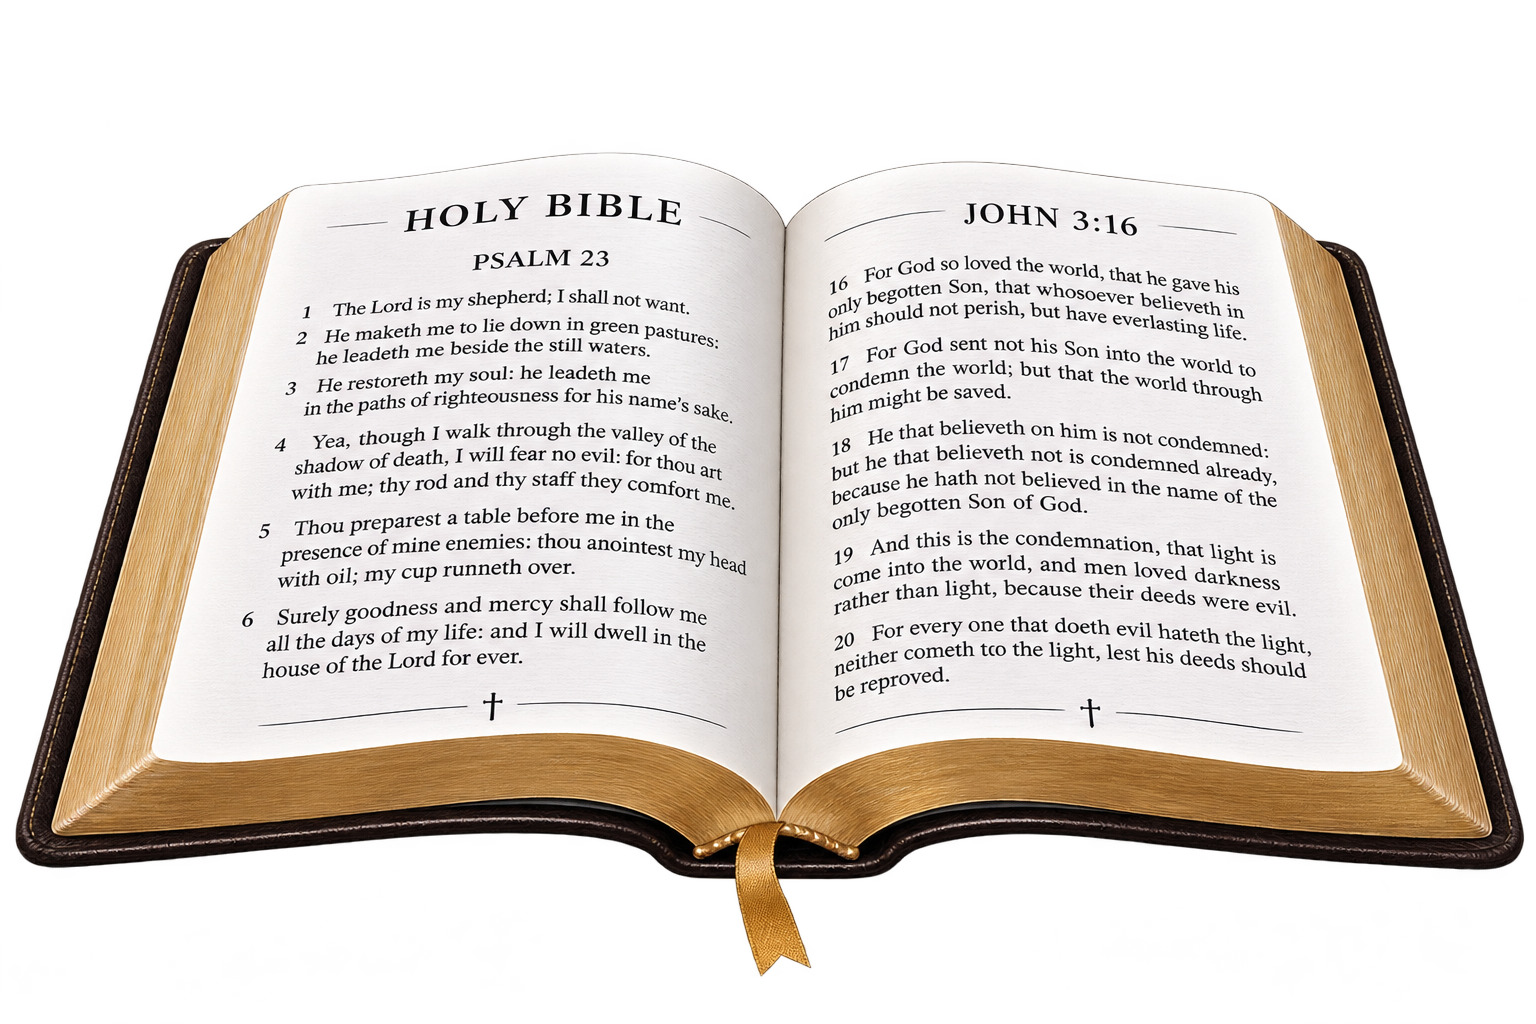 HOLY BIBLE
PSALM 23
1 The Lord is my shepherd; I shall not want.
2 He maketh me to lie down in green pastures:
he leadeth me beside the still waters.
3 He restoreth my soul: he leadeth me
in the paths of righteousness for his name's sake.
4 Yea, though I walk through the valley of the
shadow of death, I will fear no evil: for thou art
with me; thy rod and thy staff they comfort me.
5 Thou preparest a table before me in the
presence of mine enemies: thou anointest my head
with oil; my cup runneth over.
6 Surely goodness and mercy shall follow me
all the days of my life: and I will dwell in the
house of the Lord for ever.
JOHN 3:16
16 For God so loved the world, that he gave his
only begotten Son, that whosoever believeth in
him should not perish, but have everlasting life.
17 For God sent not his Son into the world to
condemn the world; but that the world through
him might be saved.
18 He that believeth on him is not condemned:
but he that believeth not is condemned already,
because he hath not believed in the name of the
only begotten Son of God.
19 And this is the condemnation, that light is
come into the world, and men loved darkness
rather than light, because their deeds were evil.
20 For every one that doeth evil hateth the light,
neither cometh tco the light, lest his deeds should
be reproved.